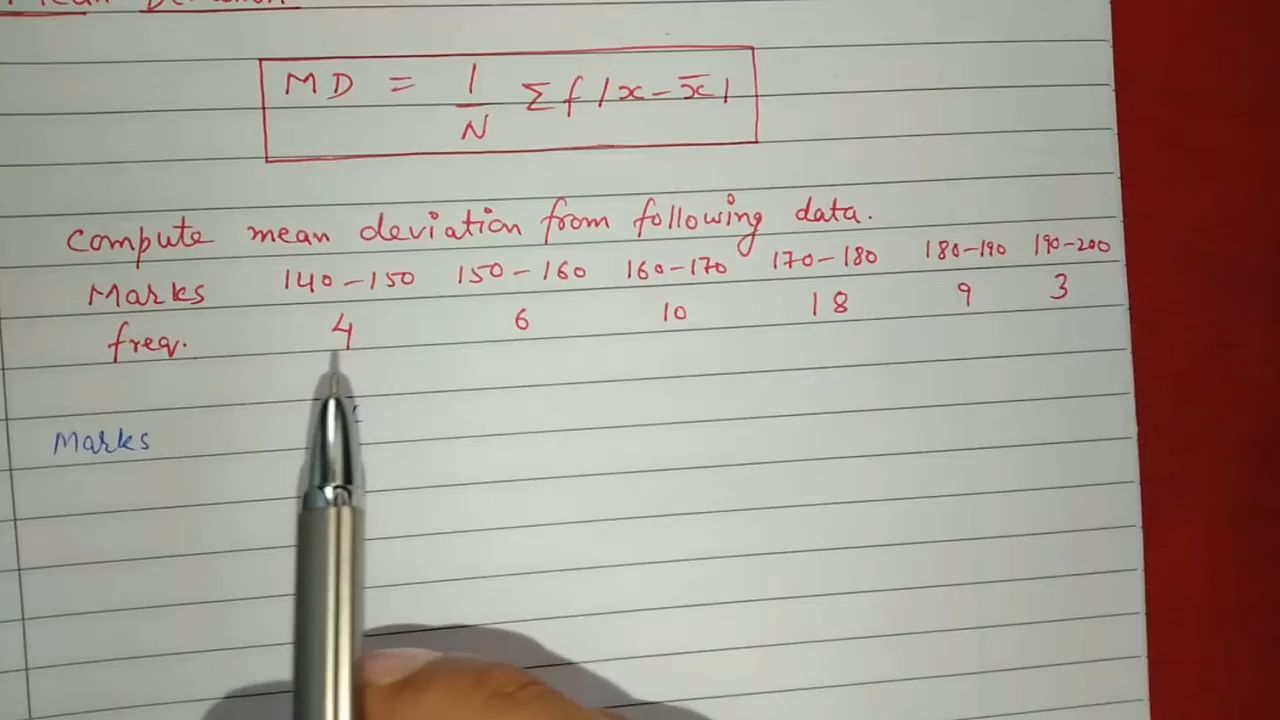 MD = 1/N Σf|x-x̄|
Compute mean deviation from following data.
Marks 140-150 150-160 160-170 170-180 180-190 190-200
freq. 4 6 10 18 9 3
Marks